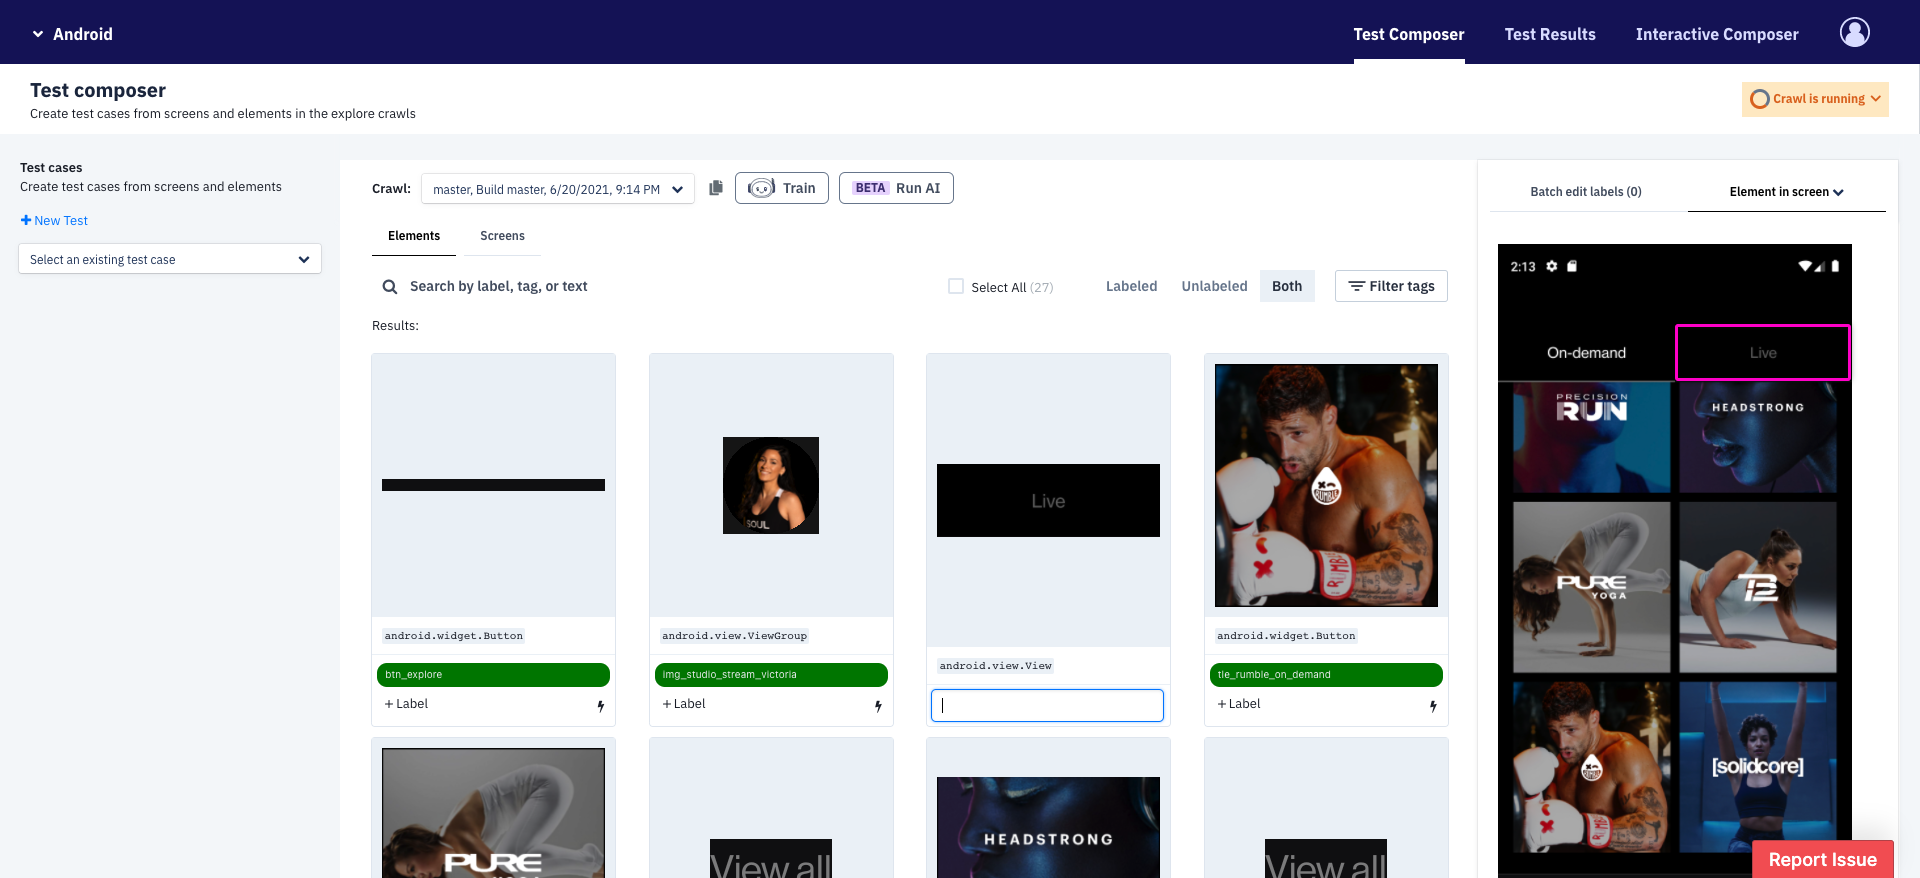 Android
Test Composer
Test Results
Interactive Composer
Test composer
Create test cases from screens and elements in the explore crawls
Crawl is running
Test cases
Create test cases from screens and elements
New Test
Select an existing test case
Crawl:
master, Build master, 6/20/2021, 9:14 PM
Train
BETA Run AI
Elements
Screens
Search by label, tag, or text
Select All (27)
Labeled
Unlabeled
Both
Filter tags
Results:
SOUL
Live
RUMBLE
RUMBLE
android.widget.Button
android.view.ViewGroup
android.view.View
android.widget.Button
btn_explore
img_studio_stream_victoria
tle_rumble_on_demand
+ Label
+ Label
+ Label
PURE
YOGA
View all
HEADSTRONG
View all
Batch edit labels (0)
Element in screen
2:13
On-demand
Live
PRECISION
RUN
HEADSTRONG
PURE
YOGA
[solidcore]
Report Issue